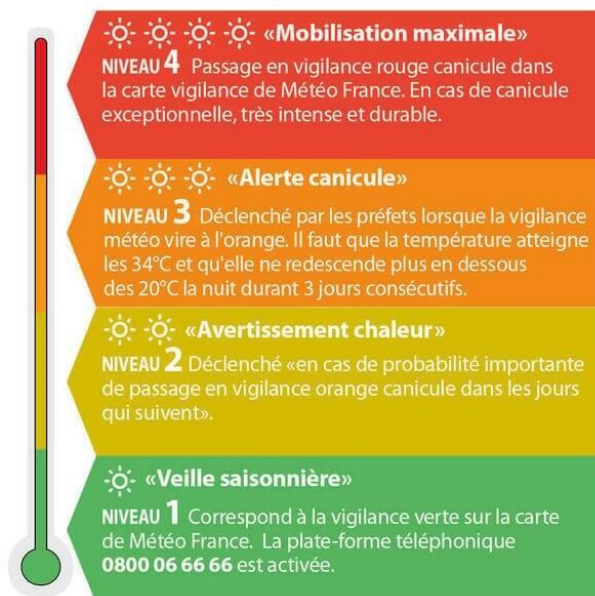 «Mobilisation maximale»
NIVEAU 4 Passage en vigilance rouge canicule dans
la carte vigilance de Météo France. En cas de canicule
exceptionnelle, très intense et durable.
«Alerte canicule»
NIVEAU 3 Déclenché par les préfets lorsque la vigilance
météo vire à l'orange. Il faut que la température atteigne
les 34°C et qu'elle ne redescende plus en dessous
des 20°C la nuit durant 3 jours consécutifs.
«Avertissement chaleur»
NIVEAU 2 Déclenché «en cas de probabilité importante
de passage en vigilance orange canicule dans les jours
qui suivent».
«Veille saisonnière»
NIVEAU 1 Correspond à la vigilance verte sur la carte
de Météo France. La plate-forme téléphonique
0800 06 66 66 est activée.